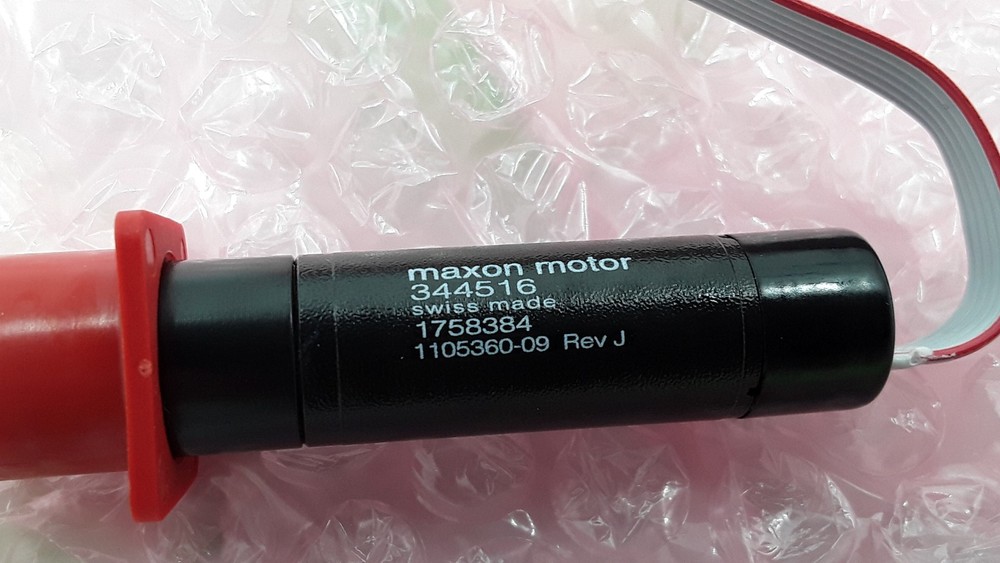 maxon motor
344516
swiss made
1758384
1105360-09 Rev J